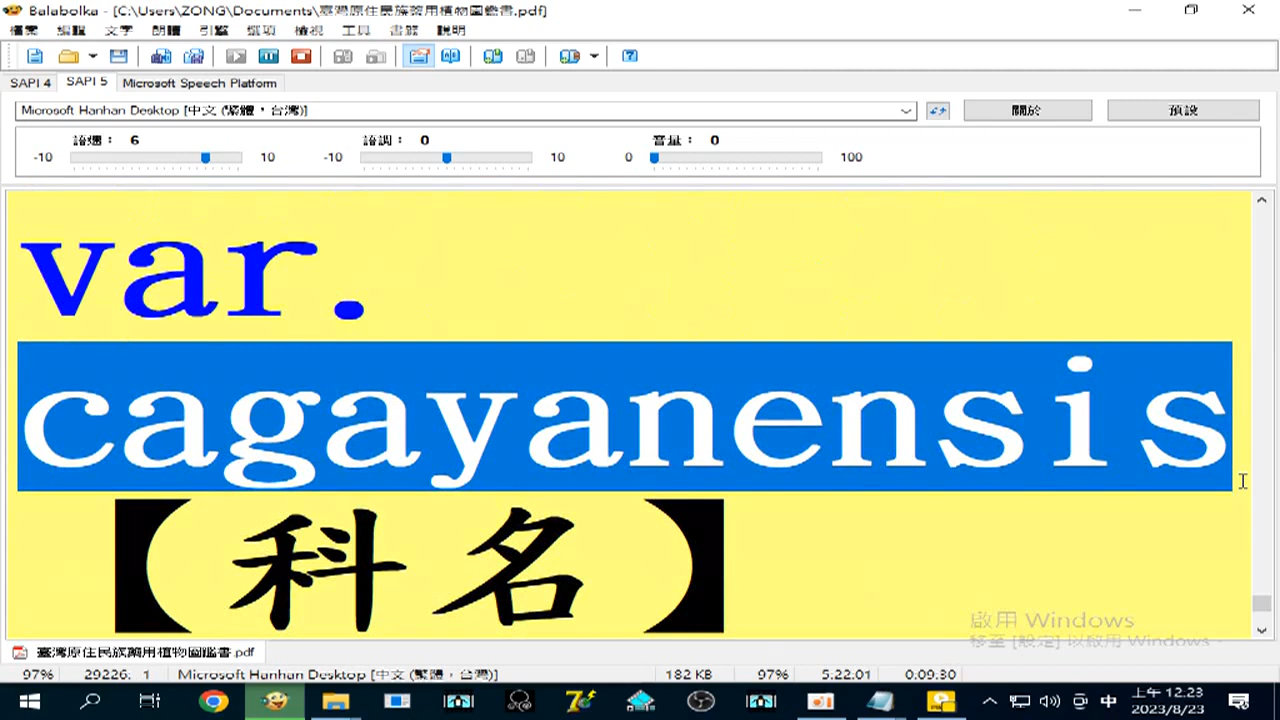 Balabolka - [C:\Users\ZONG\Documents\臺灣原住民族藥用植物圖鑑書.pdf]
檔案 編輯 文字 朗讀 引擎 選項 檢視 工具 書籤 說明
SAPI 4 SAPI 5 Microsoft Speech Platform
Microsoft Hanhan Desktop [中文 (繁體，台灣)] 關於 預設
語速： 6 語調： 0 音量： 0
-10 10 -10 10 0 100
var.
cagayanensis
【科名】
啟用 Windows
移至 [設定] 以啟用 Windows。
臺灣原住民族藥用植物圖鑑書.pdf
97% 29226: 1 Microsoft Hanhan Desktop [中文 (繁體，台灣)] 182 KB 97% 5.22.01 0:09.30
中 上午 12:23
2023/8/23